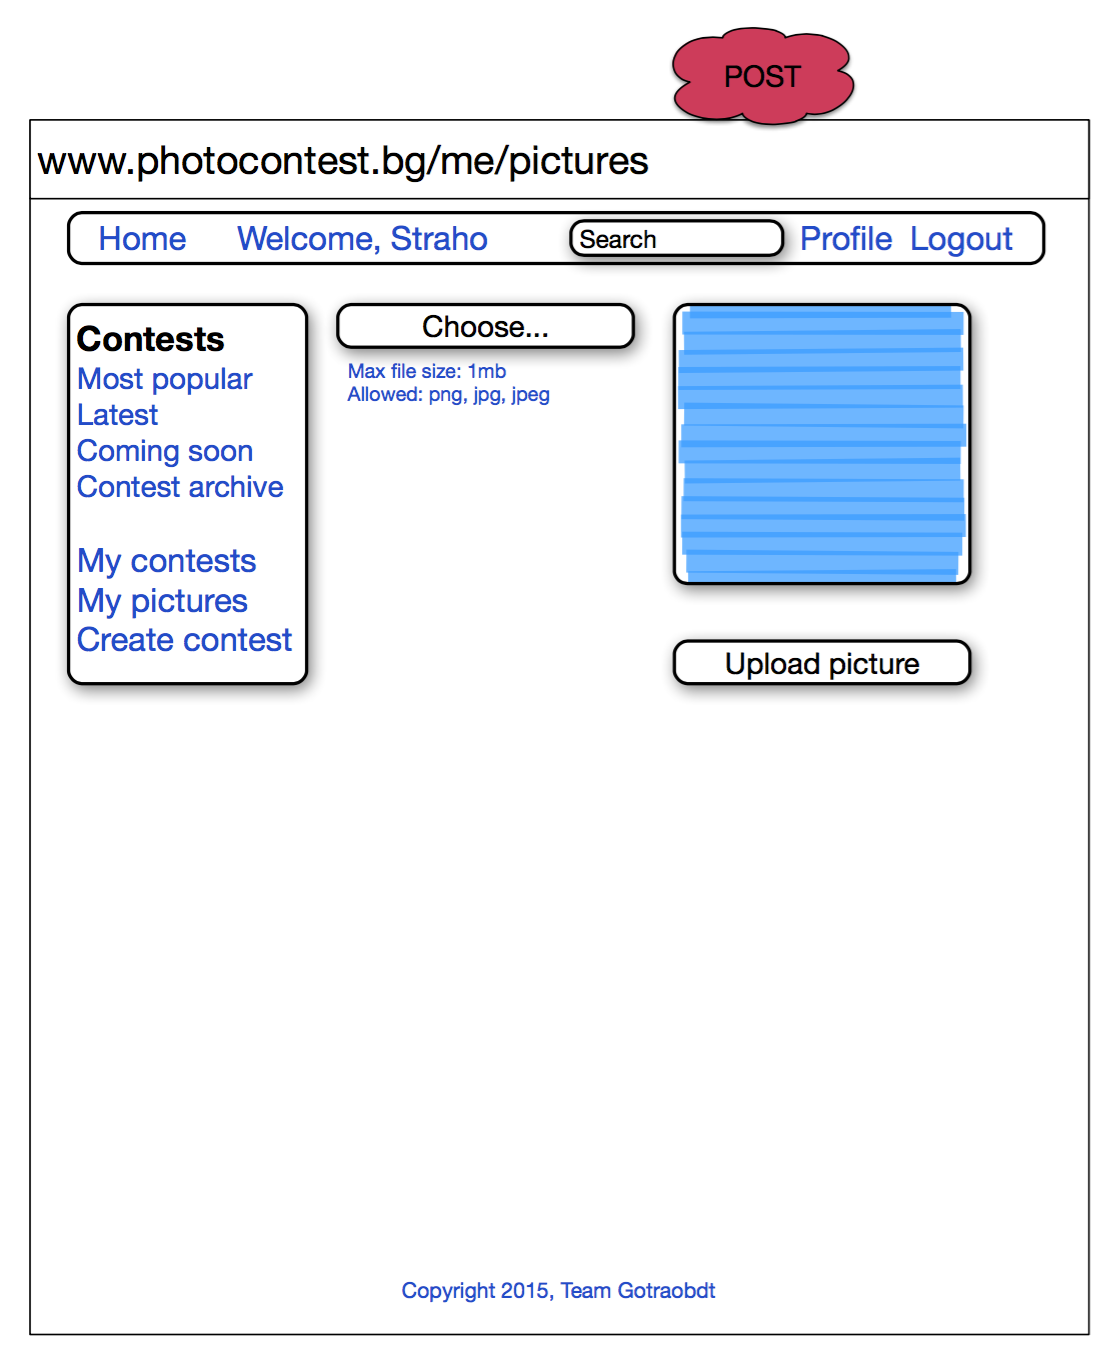 POST
www.photocontest.bg/me/pictures
Home Welcome, Straho Search Profile Logout
Contests
Most popular
Latest
Coming soon
Contest archive
My contests
My pictures
Create contest
Choose...
Max file size: 1mb
Allowed: png, jpg, jpeg
Upload picture
Copyright 2015, Team Gotraobdt